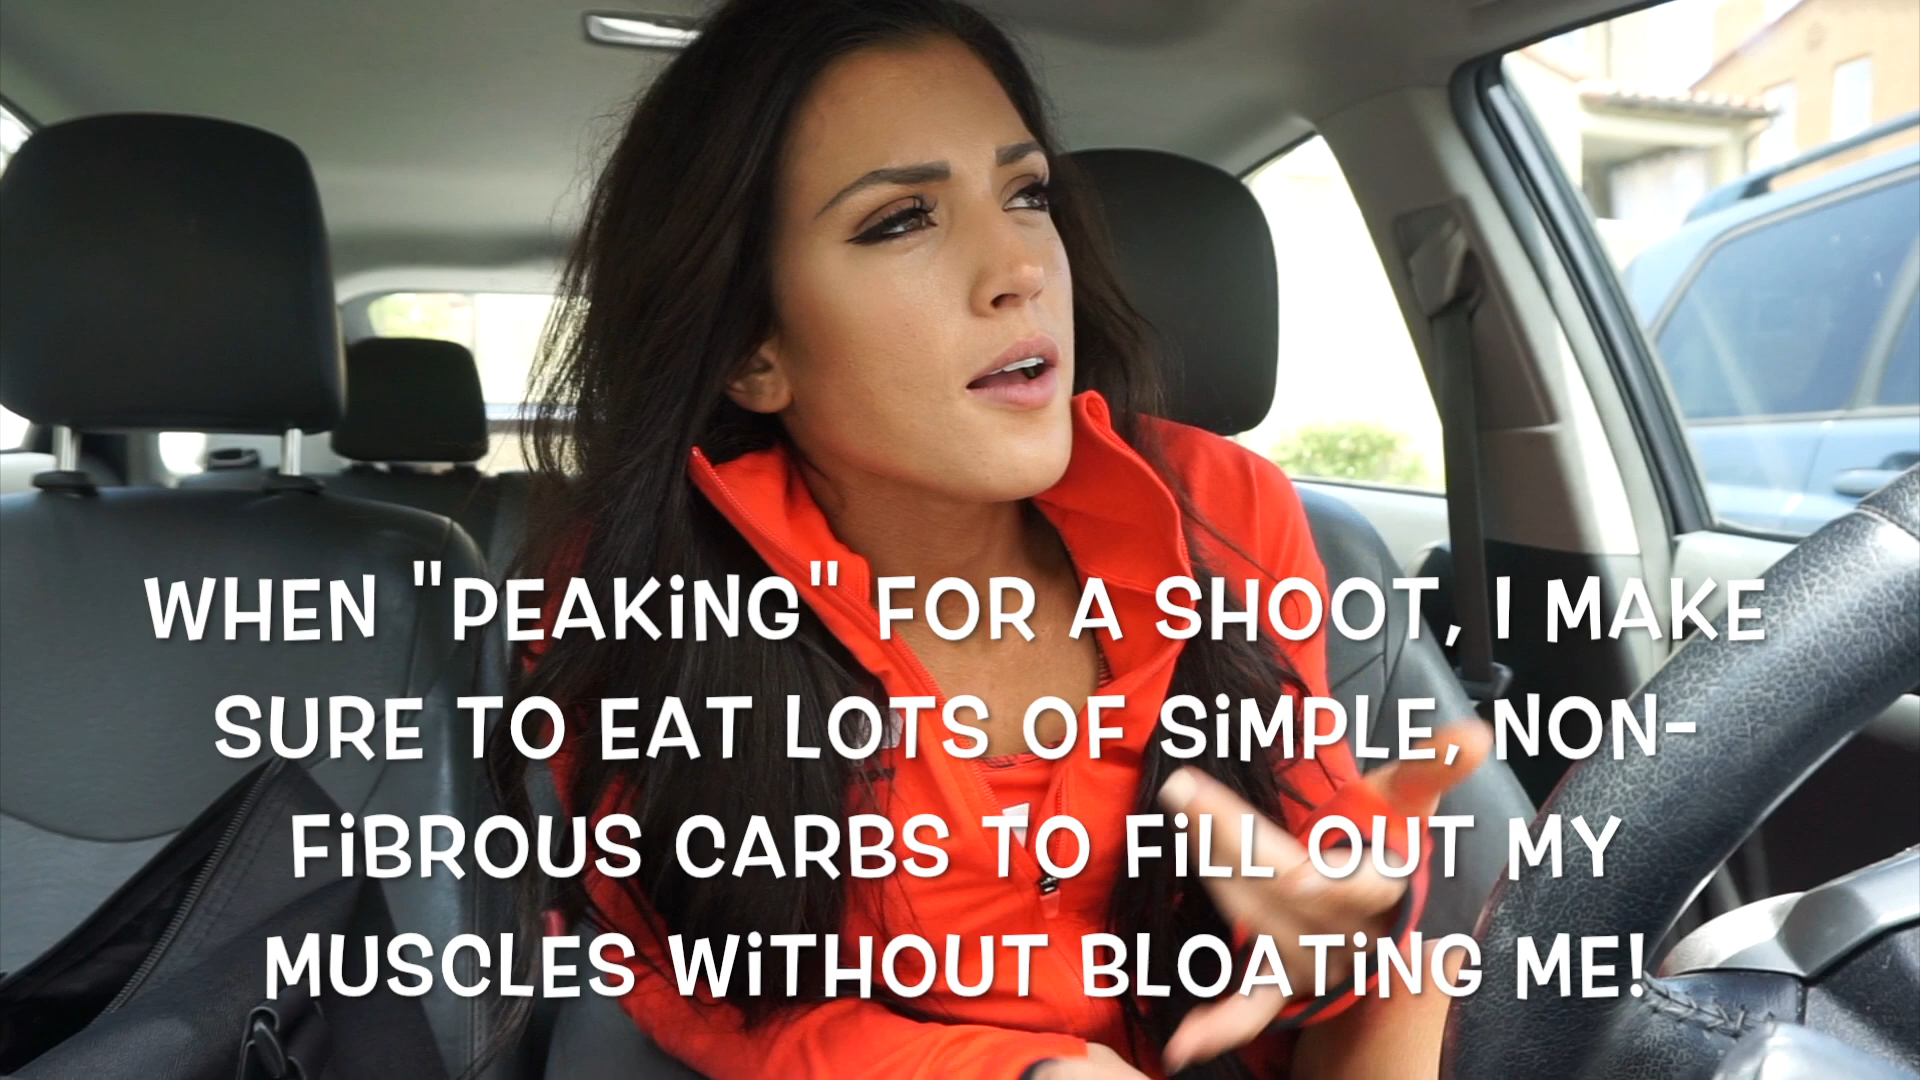 WHEN "PEAKING" FOR A SHOOT, I MAKE
SURE TO EAT LOTS OF SIMPLE, NON-
FIBROUS CARBS TO FILL OUT MY
MUSCLES WITHOUT BLOATING ME!